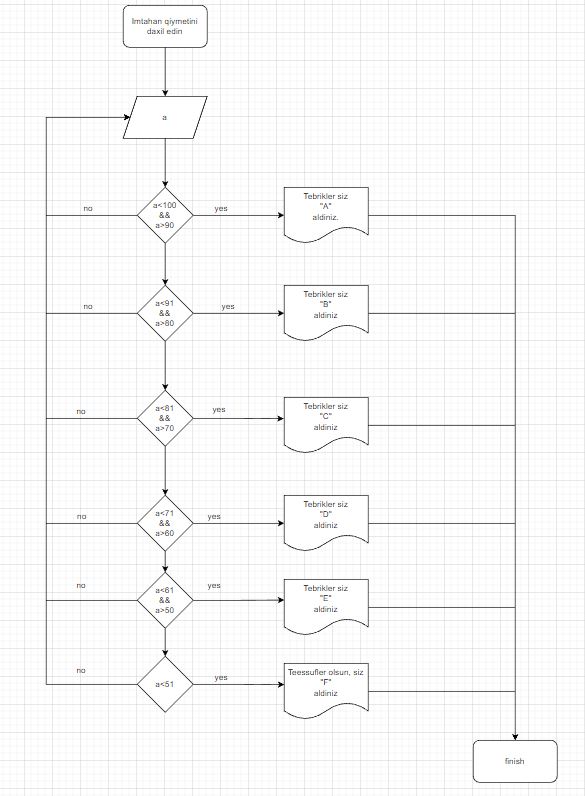 Imtahan qiymetini
daxil edin
a
a<100
&&
a>90
no
yes
Tebrikler siz
"A"
aldiniz.
a<91
&&
a>80
no
yes
Tebrikler siz
"B"
aldiniz
a<81
&&
a>70
no
yes
Tebrikler siz
"C"
aldiniz
a<71
&&
a>60
no
yes
Tebrikler siz
"D"
aldiniz
a<61
&&
a>50
no
yes
Tebrikler siz
"E"
aldiniz
a<51
no
yes
Teessufler olsun, siz
"F"
aldiniz
finish